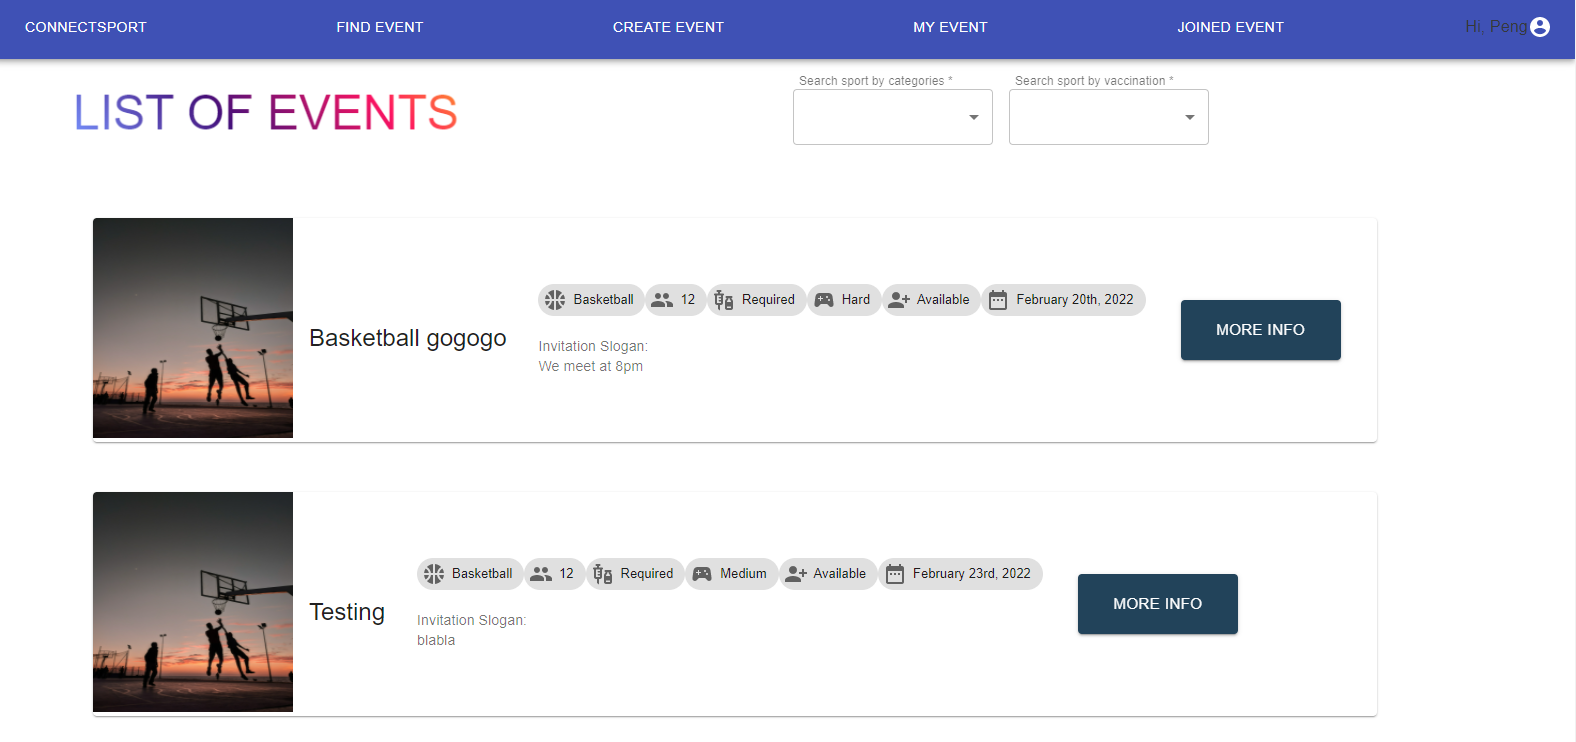 CONNECTSPORT FIND EVENT CREATE EVENT MY EVENT JOINED EVENT Hi, Peng
Search sport by categories * Search sport by vaccination *
LIST OF EVENTS
Basketball 12 Required Hard Available February 20th, 2022
Basketball gogogo
MORE INFO
Invitation Slogan:
We meet at 8pm
Basketball 12 Required Medium Available February 23rd, 2022
Testing
MORE INFO
Invitation Slogan:
blabla